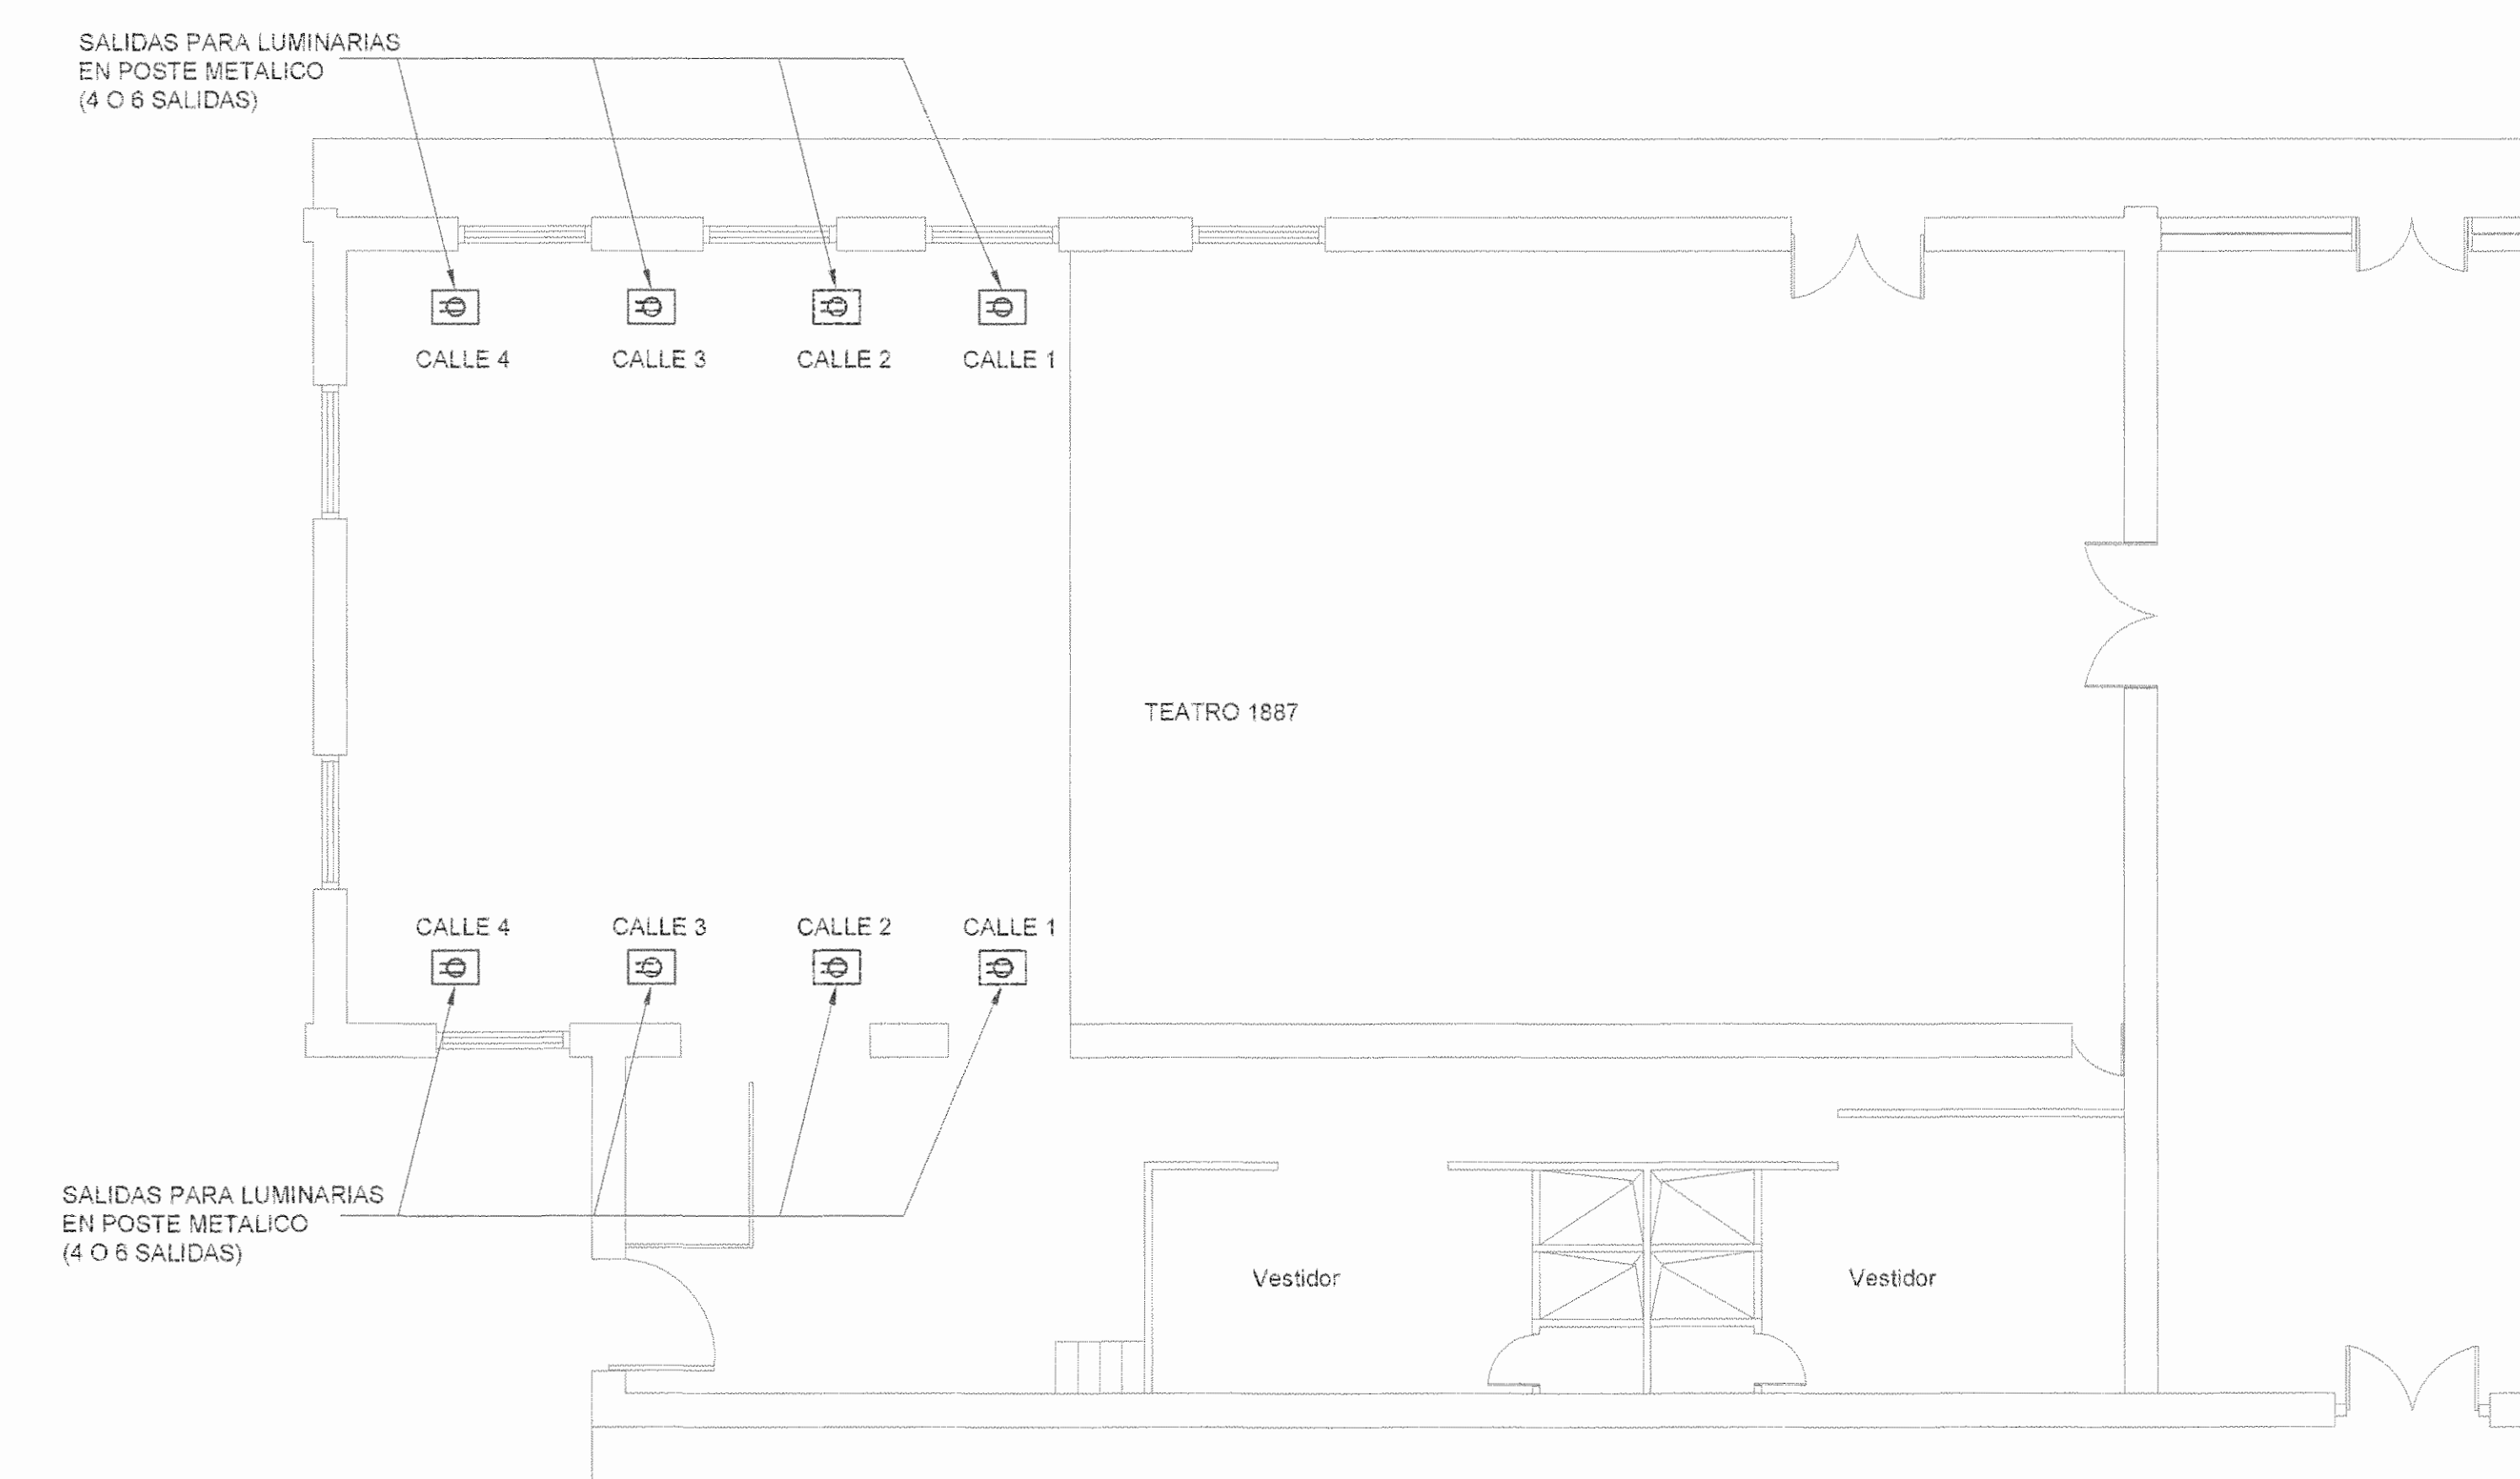 SALIDAS PARA LUMINARIAS
EN POSTE METALICO
(4 O 6 SALIDAS)
CALLE 4
CALLE 3
CALLE 2
CALLE 1
TEATRO 1887
CALLE 4
CALLE 3
CALLE 2
CALLE 1
SALIDAS PARA LUMINARIAS
EN POSTE METALICO
(4 O 6 SALIDAS)
Vestidor
Vestidor